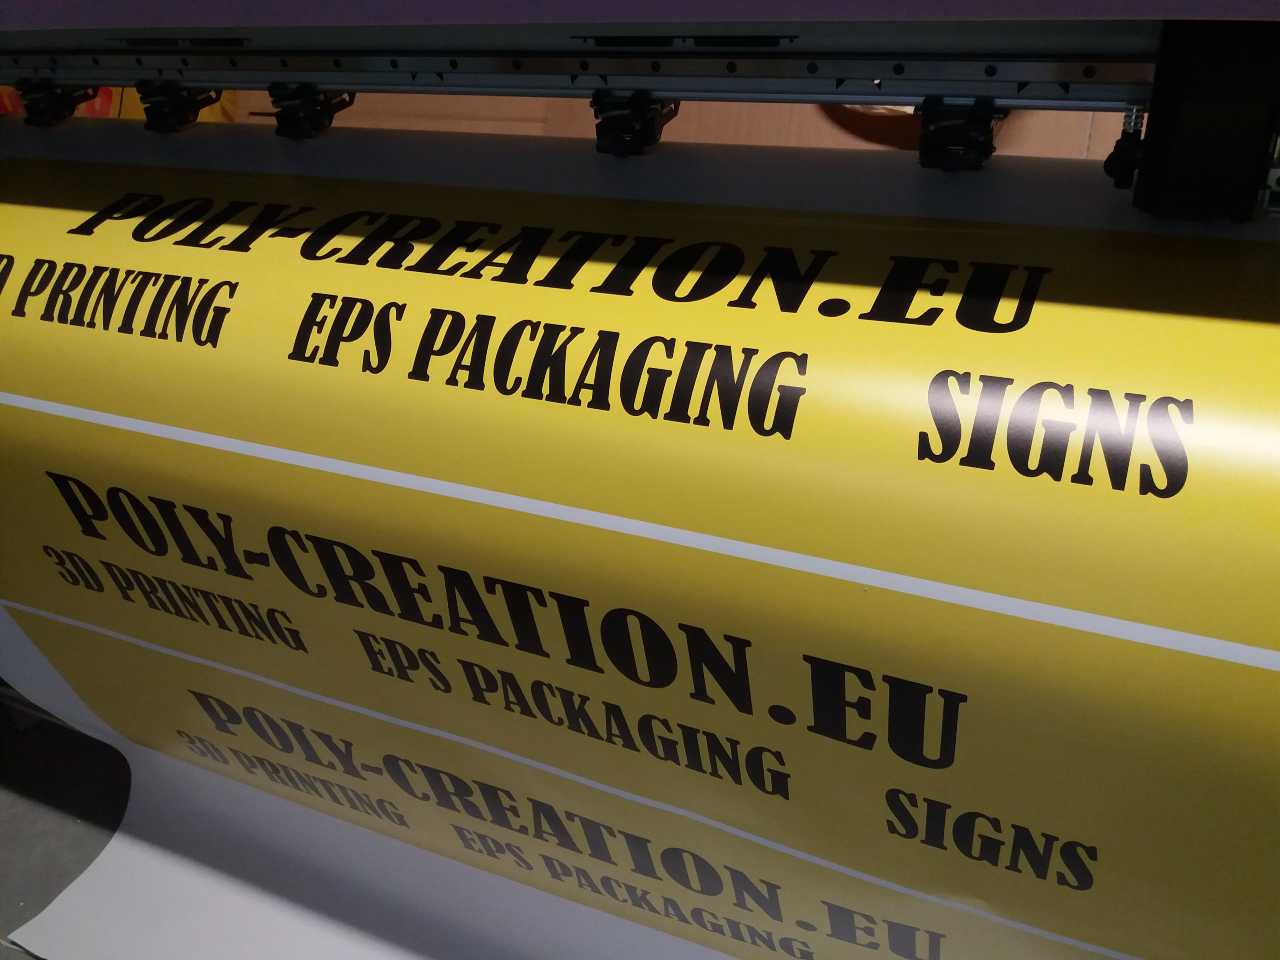 POLY-CREATION.EU
D PRINTING EPS PACKAGING SIGNS
POLY-CREATION.EU
3D PRINTING EPS PACKAGING SIGNS
POLY-CREATION.EU
3D PRINTING EPS PACKAGING